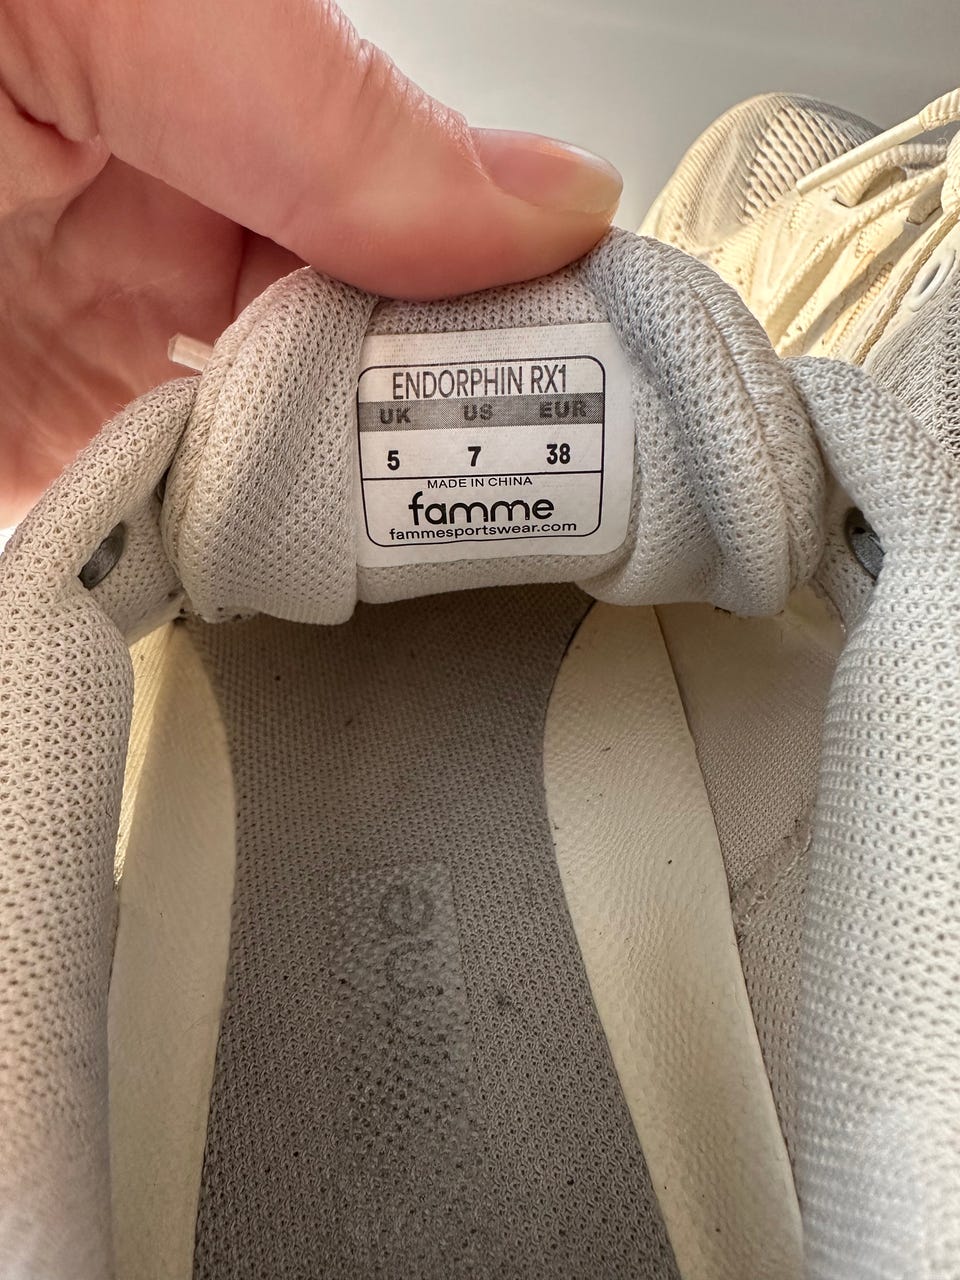 ENDORPHIN RX1
UK US EUR
5 7 38
MADE IN CHINA
famme
fammesportswear.com